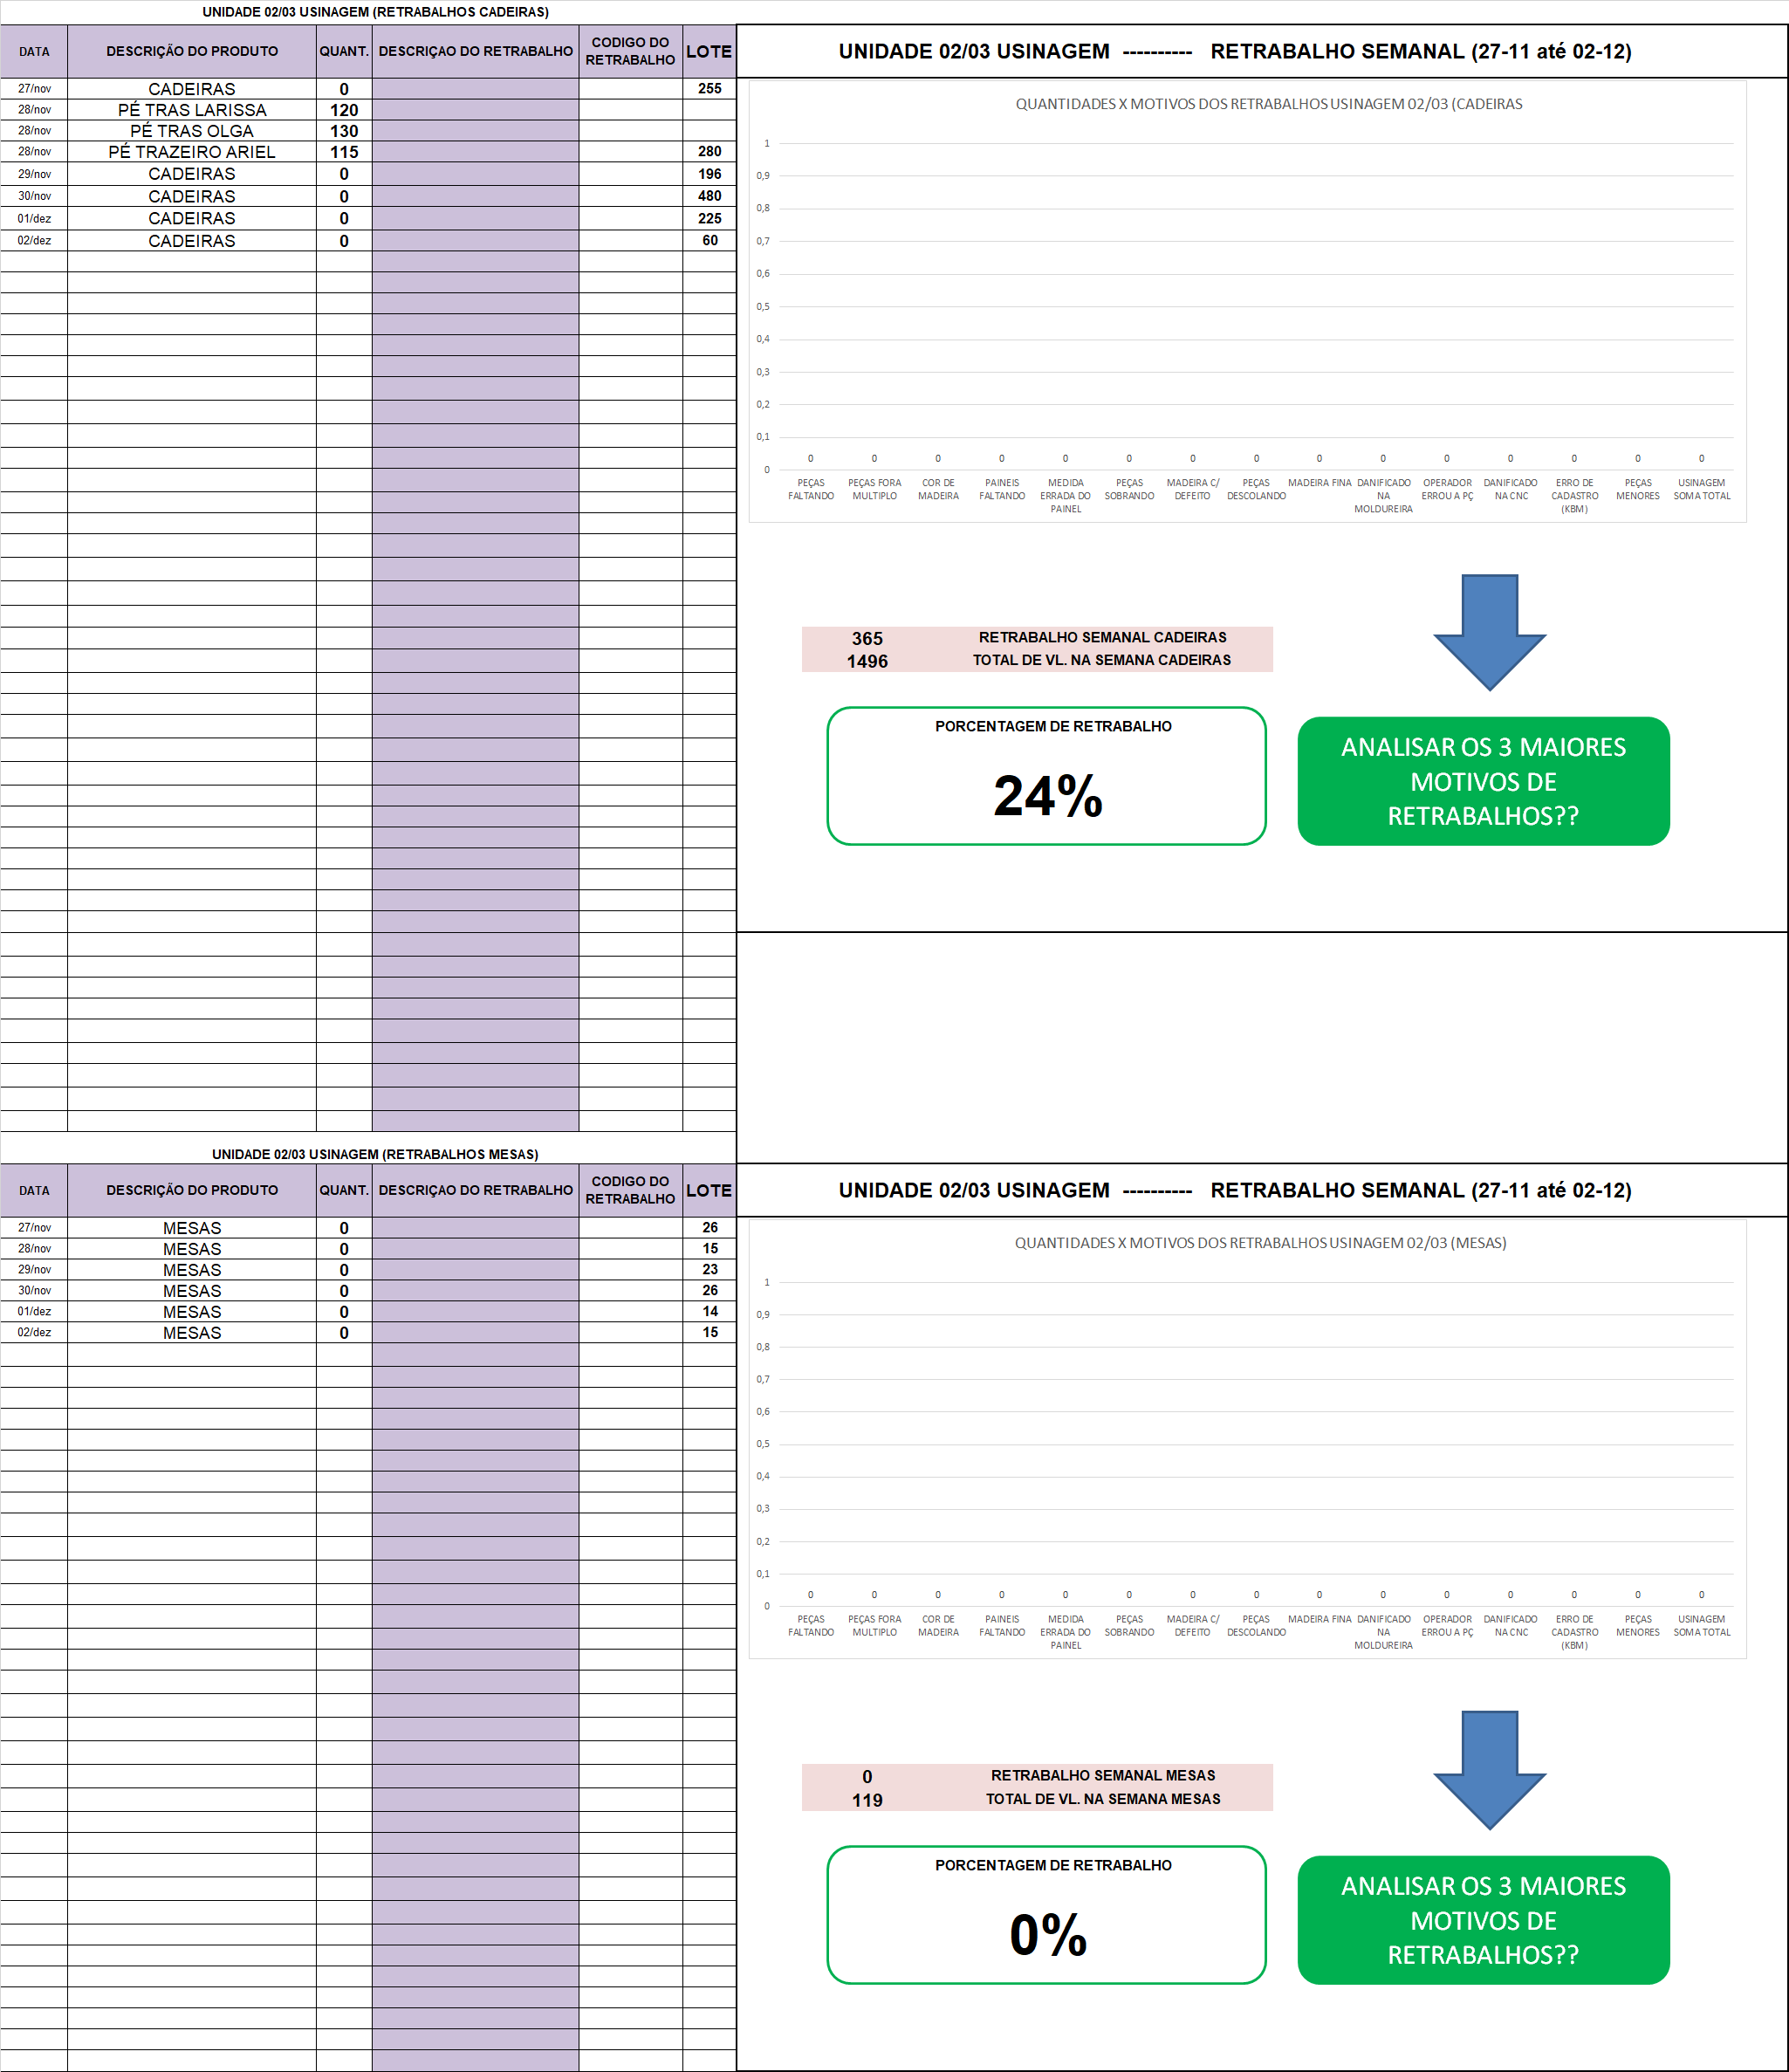 UNIDADE 02/03 USINAGEM (RETRABALHOS CADEIRAS)
DATA DESCRIÇÃO DO PRODUTO QUANT. DESCRIÇAO DO RETRABALHO CODIGO DO RETRABALHO LOTE
27/nov CADEIRAS 0 255
28/nov PÉ TRAS LARISSA 120
28/nov PÉ TRAS OLGA 130
28/nov PÉ TRAZEIRO ARIEL 115 280
29/nov CADEIRAS 0 196
30/nov CADEIRAS 0 480
01/dez CADEIRAS 0 225
02/dez CADEIRAS 0 60
UNIDADE 02/03 USINAGEM ---------- RETRABALHO SEMANAL (27-11 até 02-12)
QUANTIDADES X MOTIVOS DOS RETRABALHOS USINAGEM 02/03 (CADEIRAS
1
0,9
0,8
0,7
0,6
0,5
0,4
0,3
0,2
0,1
0
0 0 0 0 0 0 0 0 0 0 0 0 0 0 0
PEÇAS FALTANDO
PEÇAS FORA MULTIPLO
COR DE MADEIRA
PAINEIS FALTANDO
MEDIDA ERRADA DO PAINEL
PEÇAS SOBRANDO
MADEIRA C/ DEFEITO
PEÇAS DESCOLANDO
MADEIRA FINA
DANIFICADO NA MOLDUREIRA
OPERADOR ERROU A PÇ
DANIFICADO NA CNC
ERRO DE CADASTRO (KBM)
PEÇAS MENORES
USINAGEM SOMA TOTAL
365 RETRABALHO SEMANAL CADEIRAS
1496 TOTAL DE VL. NA SEMANA CADEIRAS
PORCENTAGEM DE RETRABALHO
24%
ANALISAR OS 3 MAIORES
MOTIVOS DE
RETRABALHOS??
UNIDADE 02/03 USINAGEM (RETRABALHOS MESAS)
DATA DESCRIÇÃO DO PRODUTO QUANT. DESCRIÇAO DO RETRABALHO CODIGO DO RETRABALHO LOTE
27/nov MESAS 0 26
28/nov MESAS 0 15
29/nov MESAS 0 23
30/nov MESAS 0 26
01/dez MESAS 0 14
02/dez MESAS 0 15
UNIDADE 02/03 USINAGEM ---------- RETRABALHO SEMANAL (27-11 até 02-12)
QUANTIDADES X MOTIVOS DOS RETRABALHOS USINAGEM 02/03 (MESAS)
1
0,9
0,8
0,7
0,6
0,5
0,4
0,3
0,2
0,1
0
0 0 0 0 0 0 0 0 0 0 0 0 0 0 0
PEÇAS FALTANDO
PEÇAS FORA MULTIPLO
COR DE MADEIRA
PAINEIS FALTANDO
MEDIDA ERRADA DO PAINEL
PEÇAS SOBRANDO
MADEIRA C/ DEFEITO
PEÇAS DESCOLANDO
MADEIRA FINA
DANIFICADO NA MOLDUREIRA
OPERADOR ERROU A PÇ
DANIFICADO NA CNC
ERRO DE CADASTRO (KBM)
PEÇAS MENORES
USINAGEM SOMA TOTAL
0 RETRABALHO SEMANAL MESAS
119 TOTAL DE VL. NA SEMANA MESAS
PORCENTAGEM DE RETRABALHO
0%
ANALISAR OS 3 MAIORES
MOTIVOS DE
RETRABALHOS??